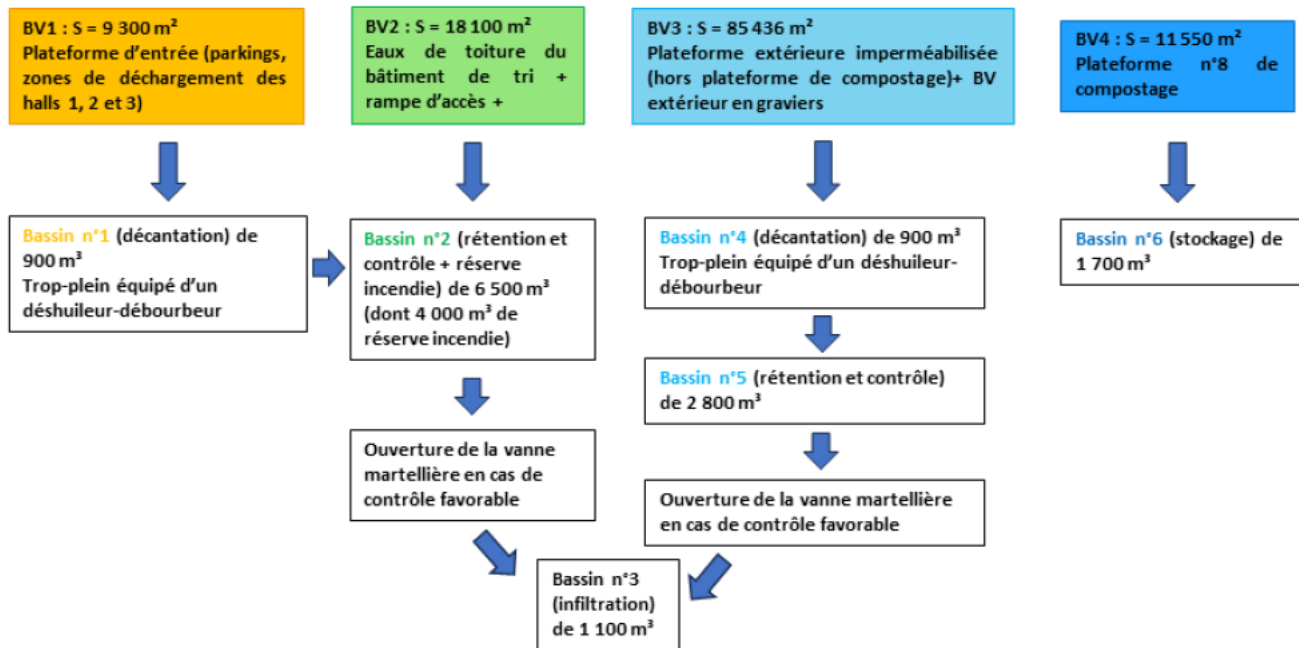 BV1 : S = 9 300 m²
Plateforme d'entrée (parkings,
zones de déchargement des
halls 1, 2 et 3)
BV2 : S = 18 100 m²
Eaux de toiture du
bâtiment de tri +
rampe d'accès +
BV3 : S = 85 436 m²
Plateforme extérieure imperméabilisée
(hors plateforme de compostage)+ BV
extérieur en graviers
BV4 : S = 11 550 m²
Plateforme n°8 de
compostage
Bassin n°1 (décantation) de
900 m³
Trop-plein équipé d'un
déshuileur-débourbeur
Bassin n°2 (rétention et
contrôle + réserve
incendie) de 6 500 m³
(dont 4 000 m³ de
réserve incendie)
Bassin n°4 (décantation) de 900 m³
Trop-plein équipé d'un déshuileur-
débourbeur
Bassin n°6 (stockage) de
1 700 m³
Bassin n°5 (rétention et contrôle)
de 2 800 m³
Ouverture de la vanne
martellière en cas de
contrôle favorable
Ouverture de la vanne martellière
en cas de contrôle favorable
Bassin n°3
(infiltration)
de 1 100 m³